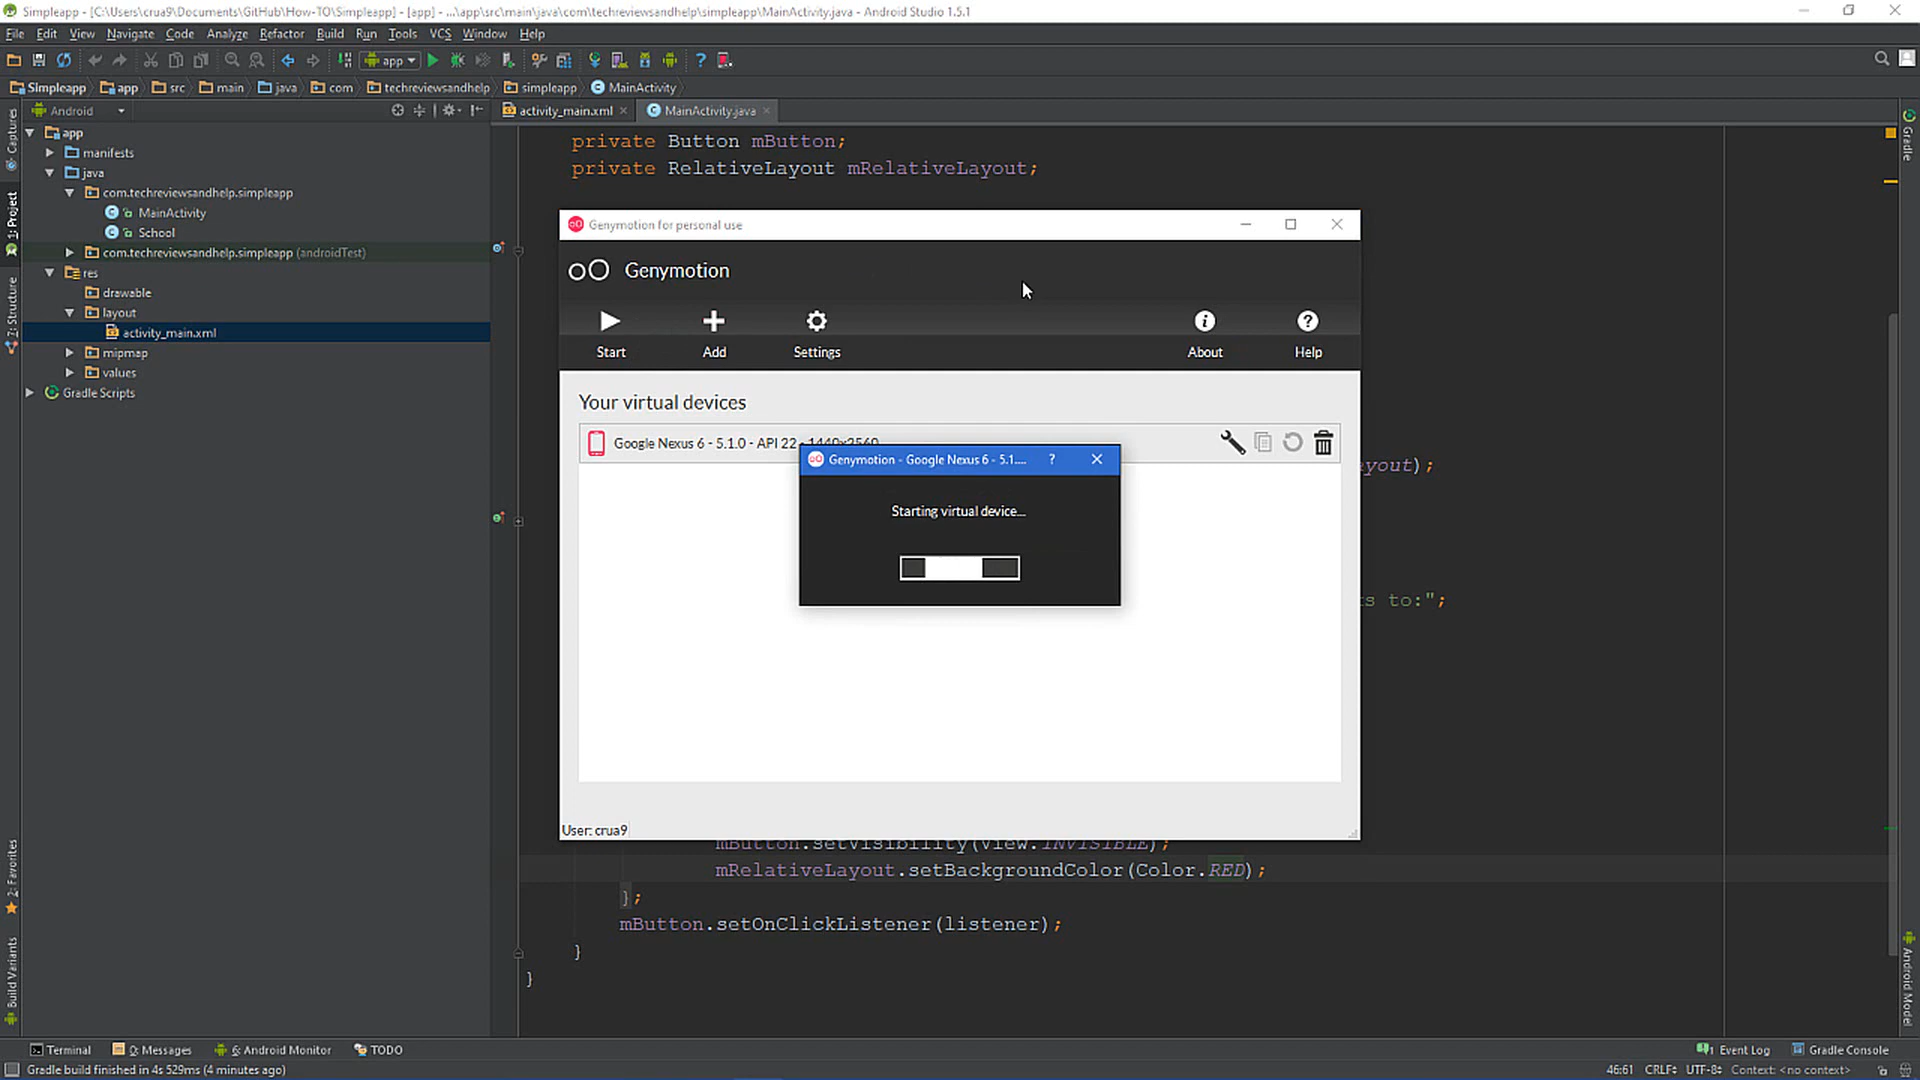 Simpleapp - [C:\Users\crua9\Documents\GitHub\How-TO\Simpleapp] - [app] - ...\app\src\main\java\com\techreviewsandhelp\simpleapp\MainActivity.java - Android Studio 1.5.1
File Edit View Navigate Code Analyze Refactor Build Run Tools VCS Window Help
app
Simpleapp app src main java com techreviewsandhelp simpleapp MainActivity
Android
activity_main.xml
MainActivity.java
Captures
1: Project
7: Structure
2: Favorites
Build Variants
app
manifests
java
com.techreviewsandhelp.simpleapp
MainActivity
School
com.techreviewsandhelp.simpleapp (androidTest)
res
drawable
layout
activity_main.xml
mipmap
values
Gradle Scripts
private Button mButton;
private RelativeLayout mRelativeLayout;
Genymotion for personal use
Genymotion
Start
Add
Settings
About
Help
Your virtual devices
Google Nexus 6 - 5.1.0 - API 22 - 1440x2560
Genymotion - Google Nexus 6 - 5.1....
Starting virtual device...
User: crua9
yout);
s to:";
mButton.setVisibility(View.INVISIBLE);
mRelativeLayout.setBackgroundColor(Color.RED);
};
mButton.setOnClickListener(listener);
}
}
Gradle
Android Model
Terminal
0: Messages
6: Android Monitor
TODO
1 Event Log
Gradle Console
Gradle build finished in 4s 529ms (4 minutes ago)
46:61 CRLF UTF-8 Context: <no context>